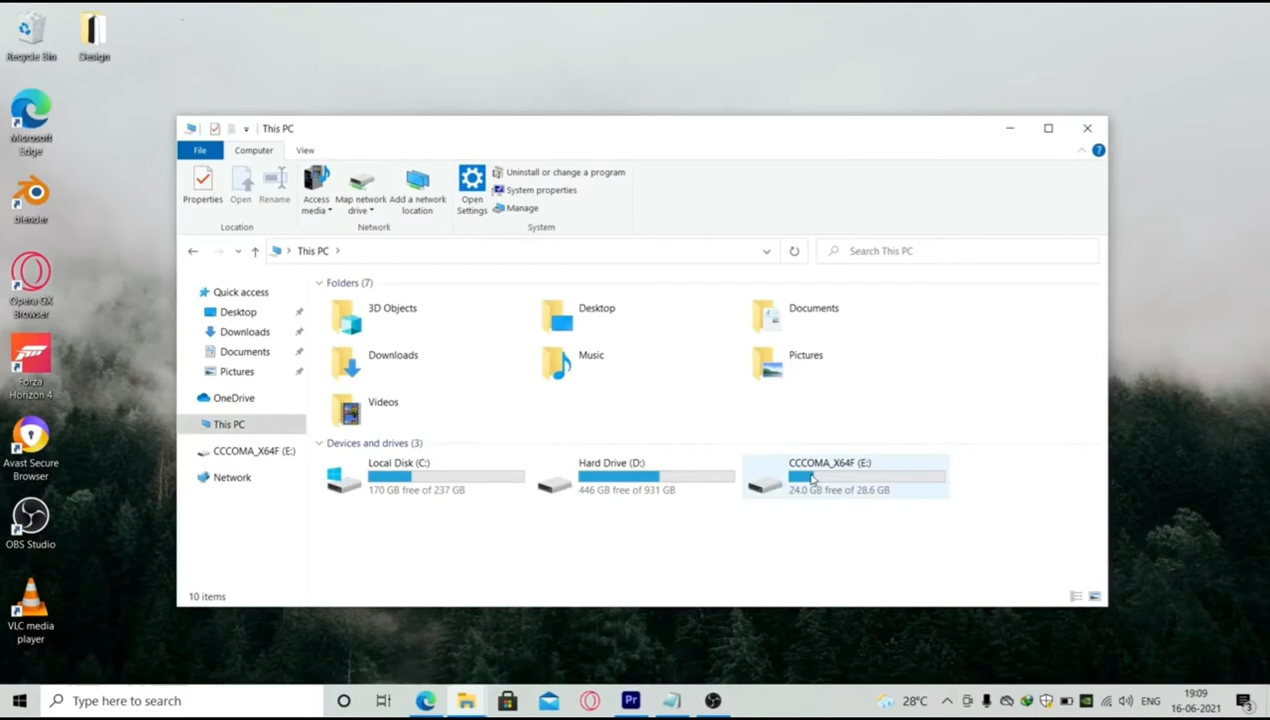 Recycle Bin
Design
Microsoft
Edge
blender
Opera GX
Browser
Forza
Horizon 4
Avast Secure
Browser
OBS Studio
VLC media
player
This PC
File
Computer
View
Properties
Open
Rename
Access
media
Map network
drive
Add a network
location
Open
Settings
Uninstall or change a program
System properties
Manage
Location
Network
System
This PC
Search This PC
Quick access
Desktop
Downloads
Documents
Pictures
OneDrive
This PC
CCCOMA_X64F (E:)
Network
Folders (7)
3D Objects
Desktop
Documents
Downloads
Music
Pictures
Videos
Devices and drives (3)
Local Disk (C:)
170 GB free of 237 GB
Hard Drive (D:)
446 GB free of 931 GB
CCCOMA_X64F (E:)
24.0 GB free of 28.6 GB
10 items
Type here to search
Pr
28°C
ENG
19:09
16-06-2021
3